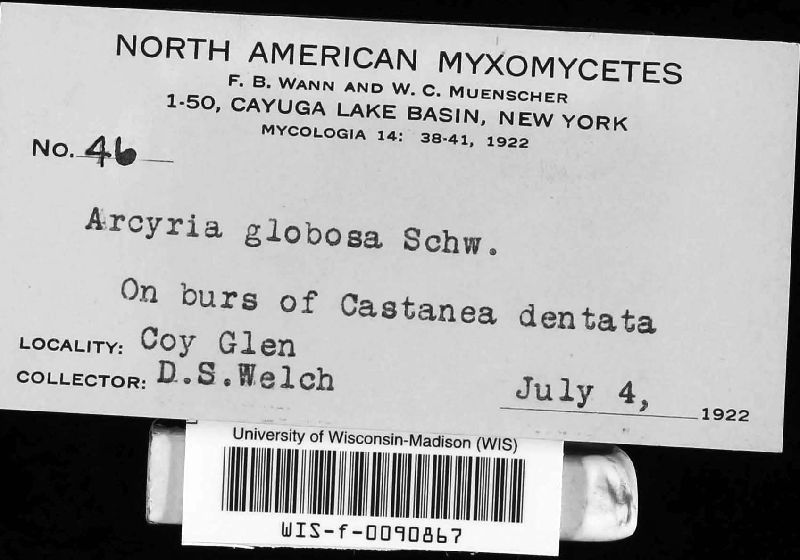 NORTH AMERICAN MYXOMYCETES
F. B. WANN AND W. C. MUENSCHER
1-50, CAYUGA LAKE BASIN, NEW YORK
MYCOLOGIA 14: 38-41, 1922
No. 46
Arcyria globosa Schw.
On burs of Castanea dentata
LOCALITY: Coy Glen
COLLECTOR: D.S.Welch
July 4, 1922
University of Wisconsin-Madison (WIS)
WIS-f-0090867